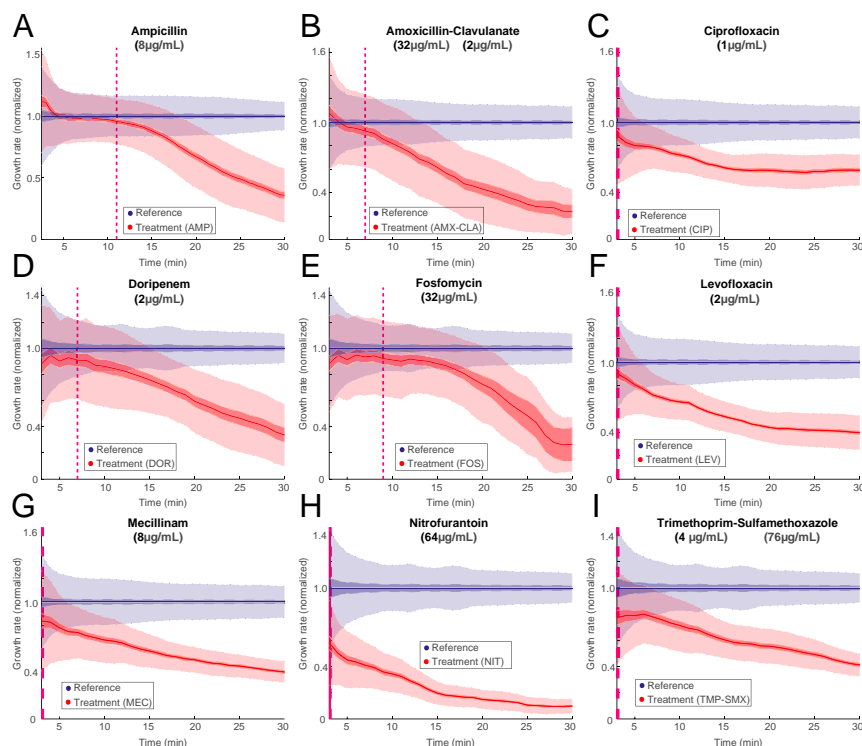 A
Ampicillin
(8µg/mL)
Growth rate (normalized)
1.5
1.0
0.5
0
5
10
15
20
25
30
Reference
Treatment (AMP)
Time (min)
B
Amoxicillin-Clavulanate
(32µg/mL) (2µg/mL)
Growth rate (normalized)
1.6
1.0
0.4
0
5
10
15
20
25
30
Reference
Treatment (AMX-CLA)
Time (min)
C
Ciprofloxacin
(1µg/mL)
Growth rate (normalized)
1.6
1.0
0.4
0
5
10
15
20
25
30
Reference
Treatment (CIP)
Time (min)
D
Doripenem
(2µg/mL)
Growth rate (normalized)
1.4
1.0
0.4
0
5
10
15
20
25
30
Reference
Treatment (DOR)
Time (min)
E
Fosfomycin
(32µg/mL)
Growth rate (normalized)
1.4
1.0
0.4
0
5
10
15
20
25
30
Reference
Treatment (FOS)
Time (min)
F
Levofloxacin
(2µg/mL)
Growth rate (normalized)
1.6
1.0
0.4
0
5
10
15
20
25
30
Reference
Treatment (LEV)
Time (min)
G
Mecillinam
(8µg/mL)
Growth rate (normalized)
1.6
1.0
0.4
0
5
10
15
20
25
30
Reference
Treatment (MEC)
Time (min)
H
Nitrofurantoin
(64µg/mL)
Growth rate (normalized)
1.4
1.0
0.4
0
5
10
15
20
25
30
Reference
Treatment (NIT)
Time (min)
I
Trimethoprim-Sulfamethoxazole
(4 µg/mL) (76µg/mL)
Growth rate (normalized)
1.4
1.0
0.4
0
5
10
15
20
25
30
Reference
Treatment (TMP-SMX)
Time (min)